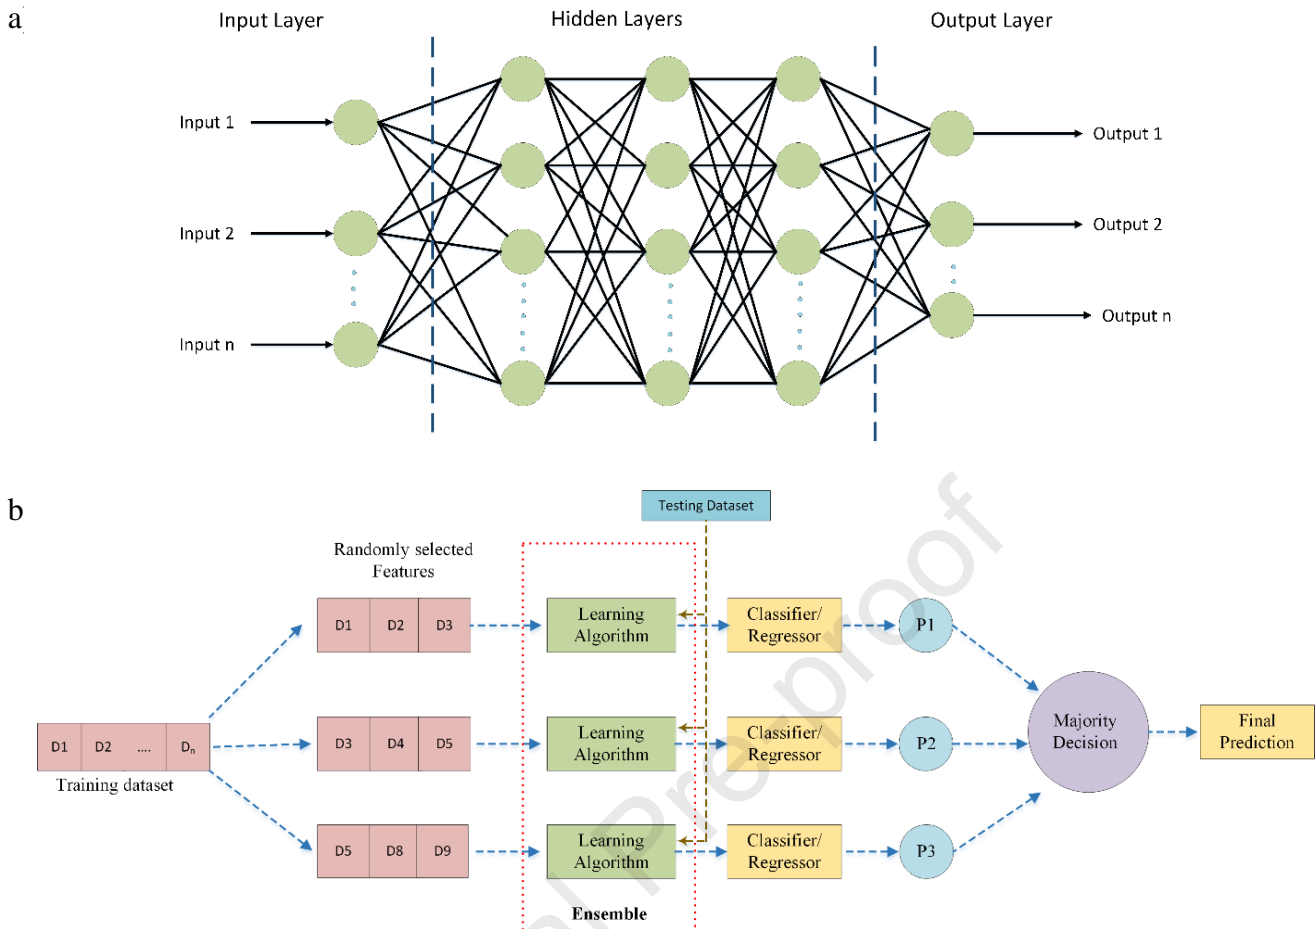 a
Input Layer
Hidden Layers
Output Layer
Input 1
Output 1
Input 2
Output 2
Input n
Output n
b
Testing Dataset
Randomly selected
Features
D1 D2 D3
Learning
Algorithm
Classifier/
Regressor
P1
D1 D2 .... Dn
Training dataset
D3 D4 D5
Learning
Algorithm
Classifier/
Regressor
P2
Majority
Decision
Final
Prediction
D5 D8 D9
Learning
Algorithm
Classifier/
Regressor
P3
Ensemble
Pre-proof